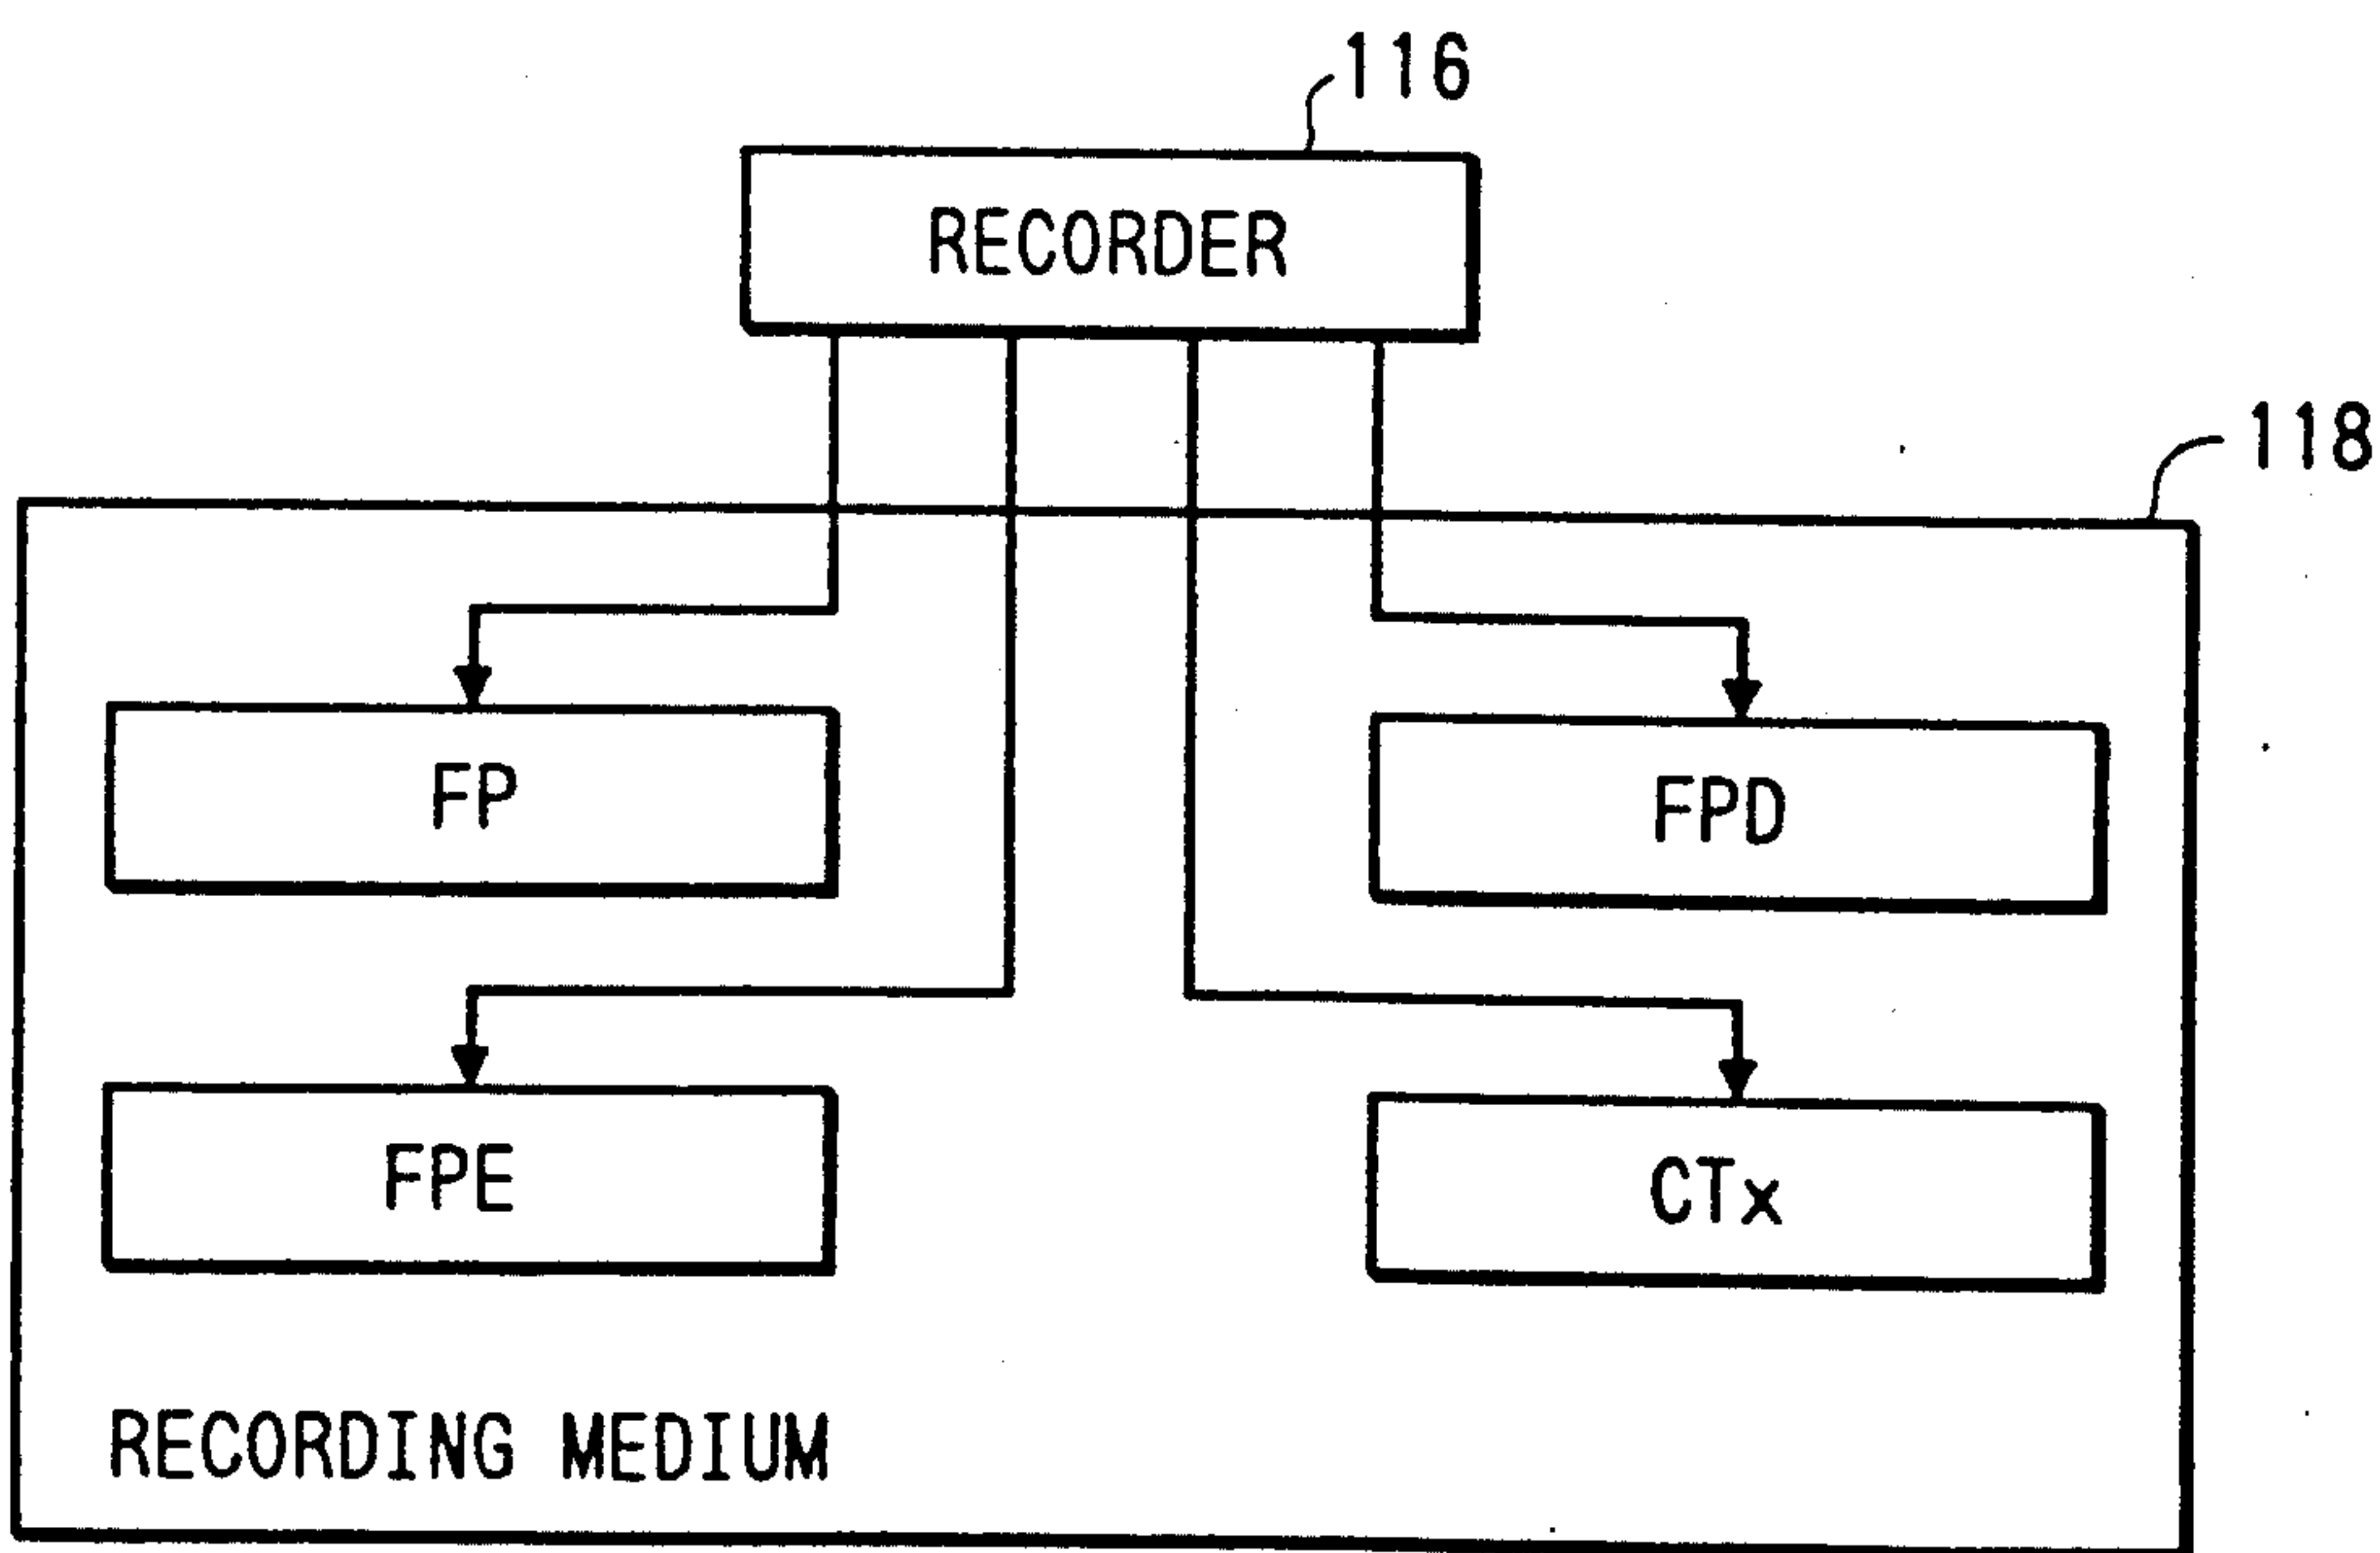 116
RECORDER
118
FP
FPD
FPE
CTx
RECORDING MEDIUM